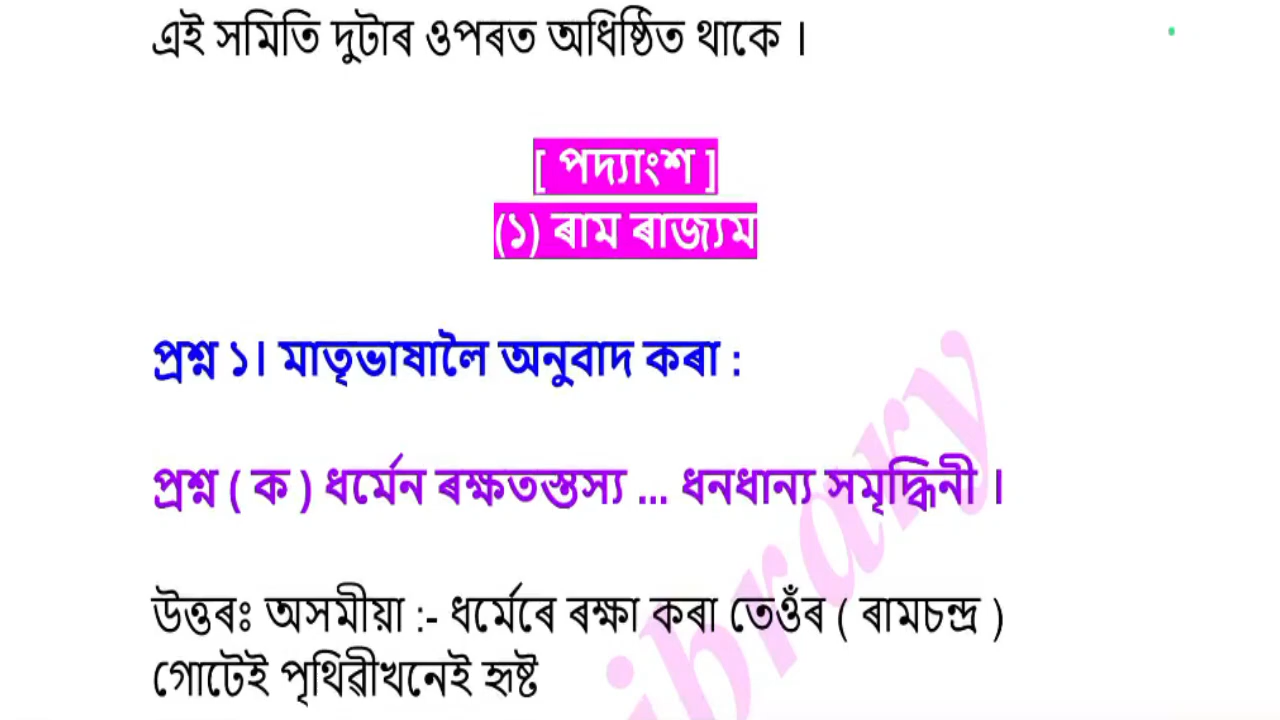 এই সমিতি দুটাৰ ওপৰত অধিষ্ঠিত থাকে ।
[ পদ্যাংশ ]
(১) ৰাম ৰাজ্যম
প্ৰশ্ন ১। মাতৃভাষালৈ অনুবাদ কৰা :
প্ৰশ্ন ( ক ) ধৰ্মেন ৰক্ষতস্তস্য ... ধনধান্য সমৃদ্ধিনী ।
উত্তৰঃ অসমীয়া :- ধৰ্মেৰে ৰক্ষা কৰা তেওঁৰ ( ৰামচন্দ্ৰ )
গোটেই পৃথিৱীখনেই হৃষ্ট
ibrary